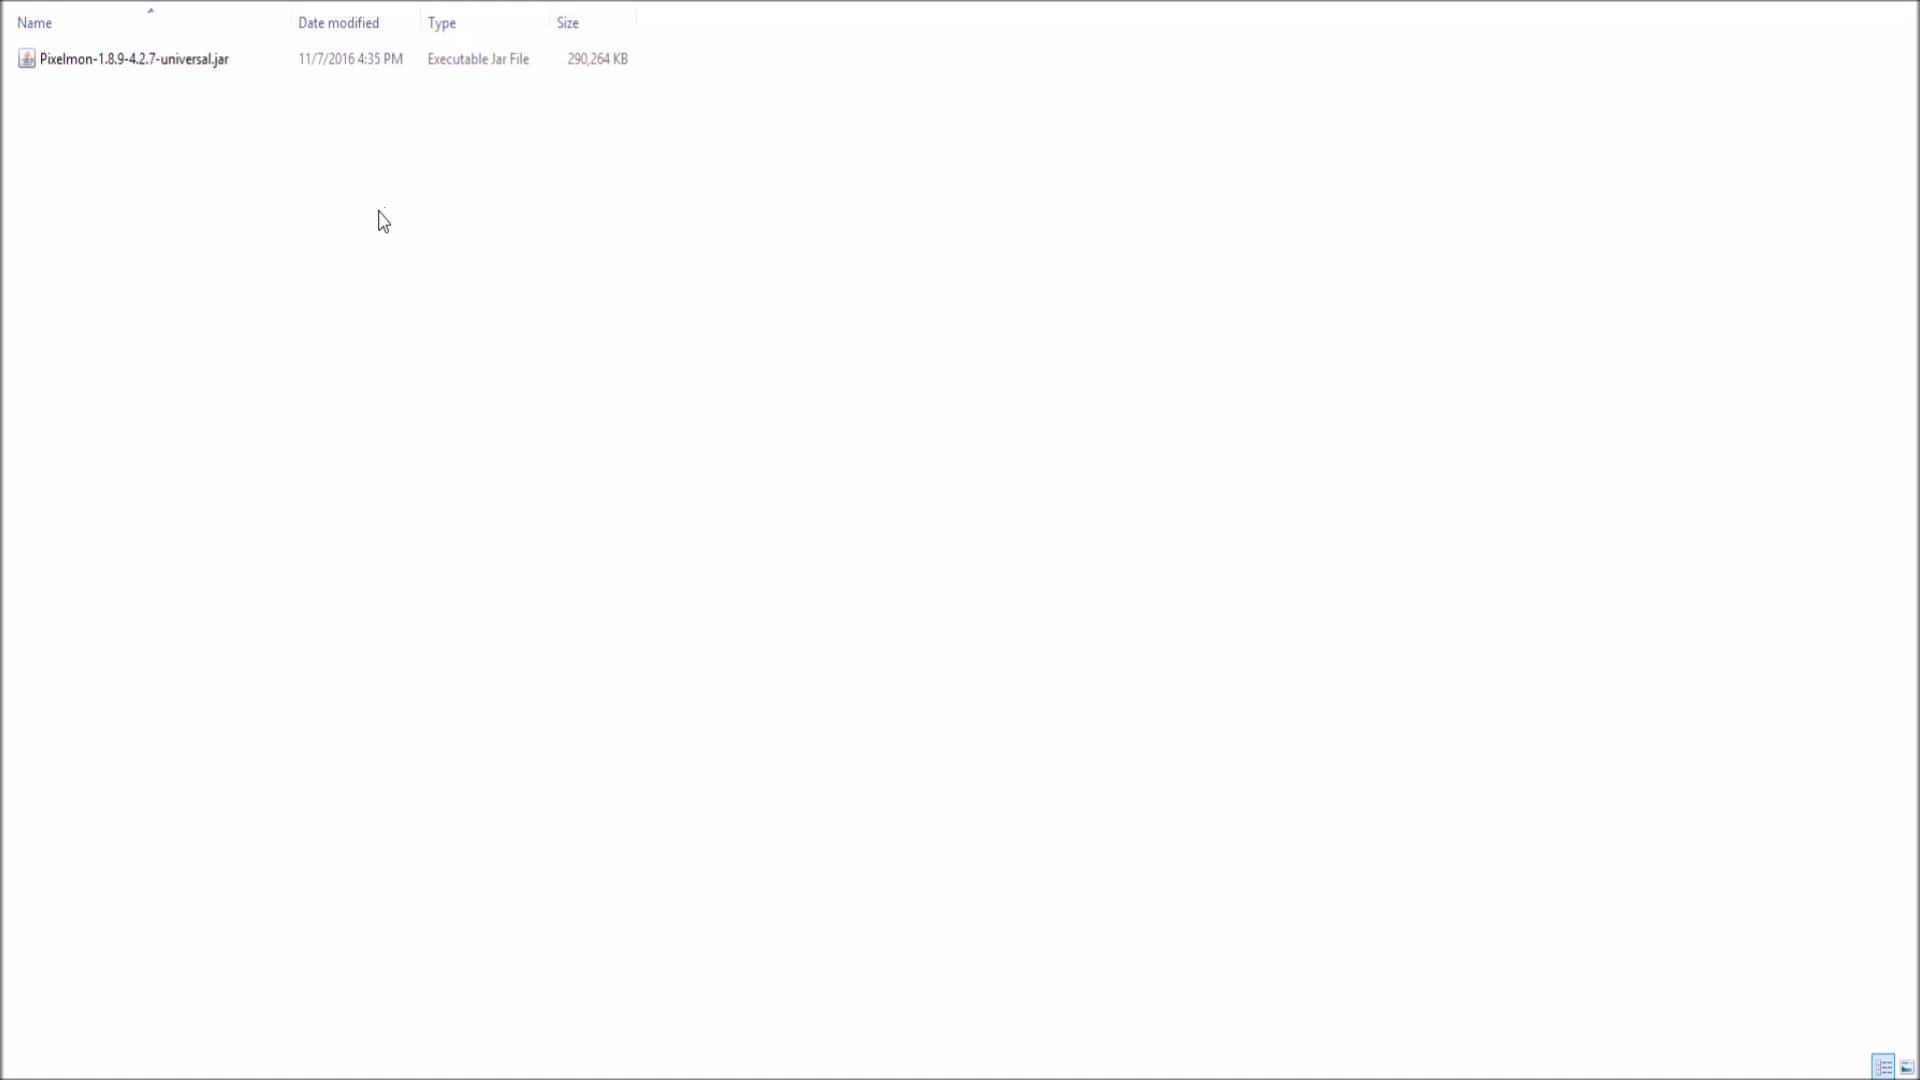 Name Date modified Type Size
Pixelmon-1.8.9-4.2.7-universal.jar 11/7/2016 4:35 PM Executable Jar File 290,264 KB